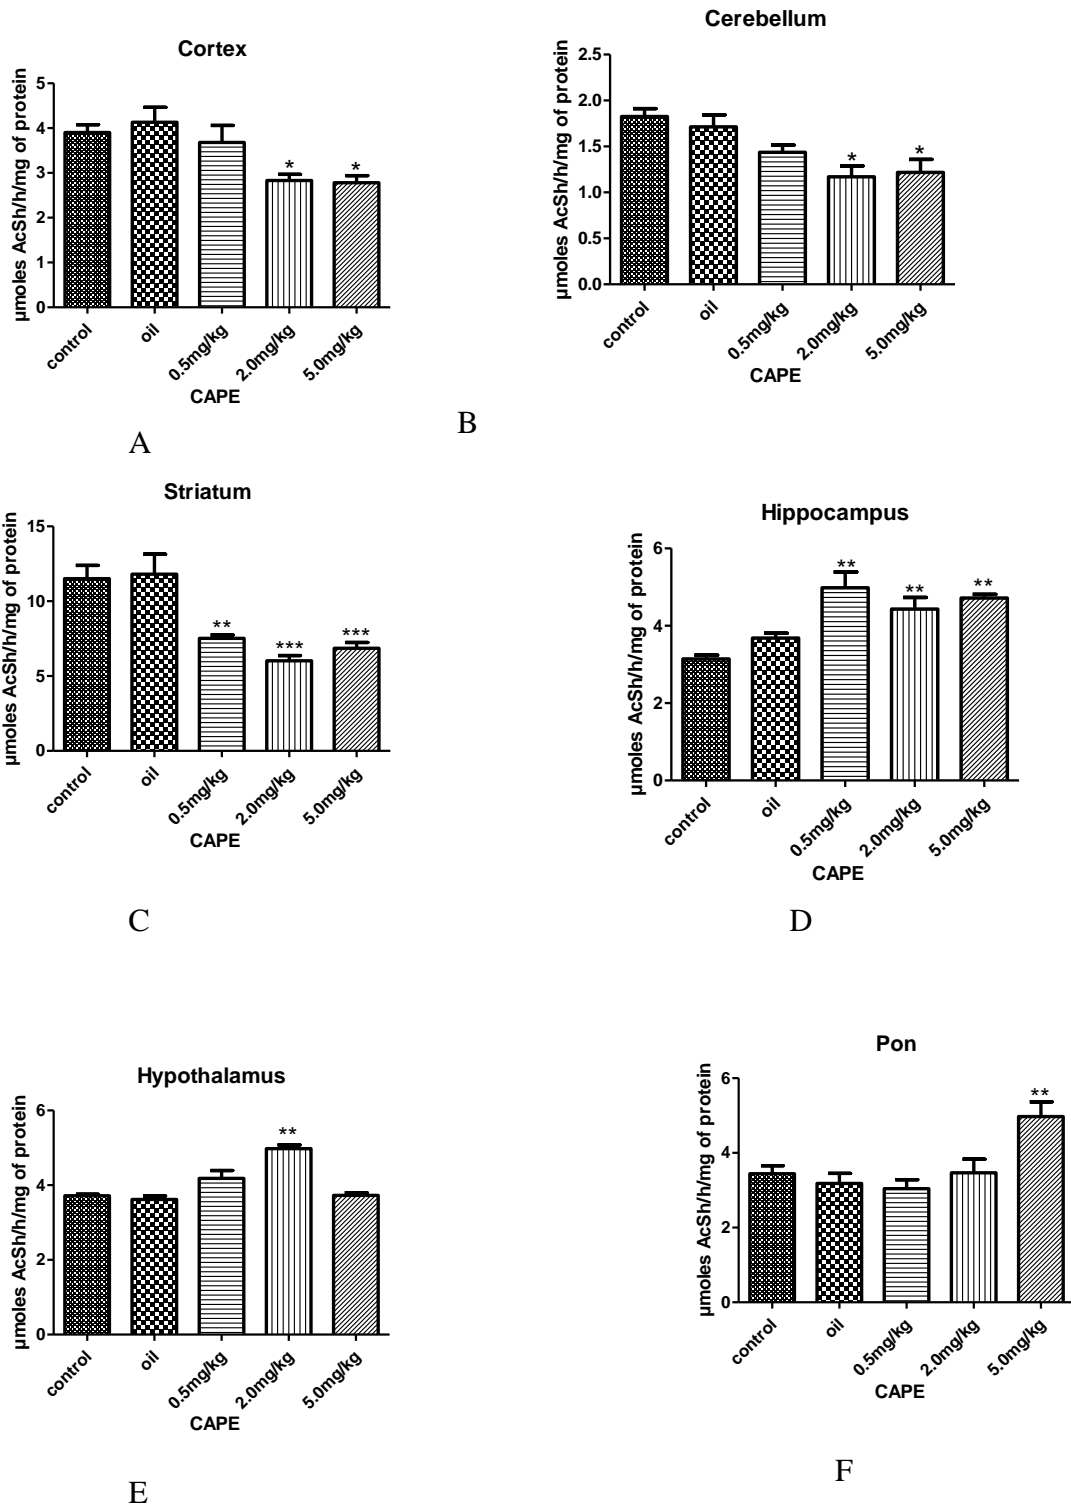 Cortex
µmoles AcSh/h/mg of protein
5
4
3
2
1
0
*
*
control
oil
0.5mg/kg
2.0mg/kg
5.0mg/kg
CAPE
A
Cerebellum
µmoles AcSh/h/mg of protein
2.5
2.0
1.5
1.0
0.5
0.0
*
*
control
oil
0.5mg/kg
2.0mg/kg
5.0mg/kg
CAPE
B
Striatum
µmoles AcSh/h/mg of protein
15
10
5
0
**
***
***
control
oil
0.5mg/kg
2.0mg/kg
5.0mg/kg
CAPE
C
Hippocampus
µmoles AcSh/h/mg of protein
6
4
2
0
**
**
**
control
oil
0.5mg/kg
2.0mg/kg
5.0mg/kg
CAPE
D
Hypothalamus
µmoles AcSh/h/mg of protein
6
4
2
0
**
control
oil
0.5mg/kg
2.0mg/kg
5.0mg/kg
CAPE
E
Pon
µmoles AcSh/h/mg of protein
6
4
2
0
**
control
oil
0.5mg/kg
2.0mg/kg
5.0mg/kg
CAPE
F